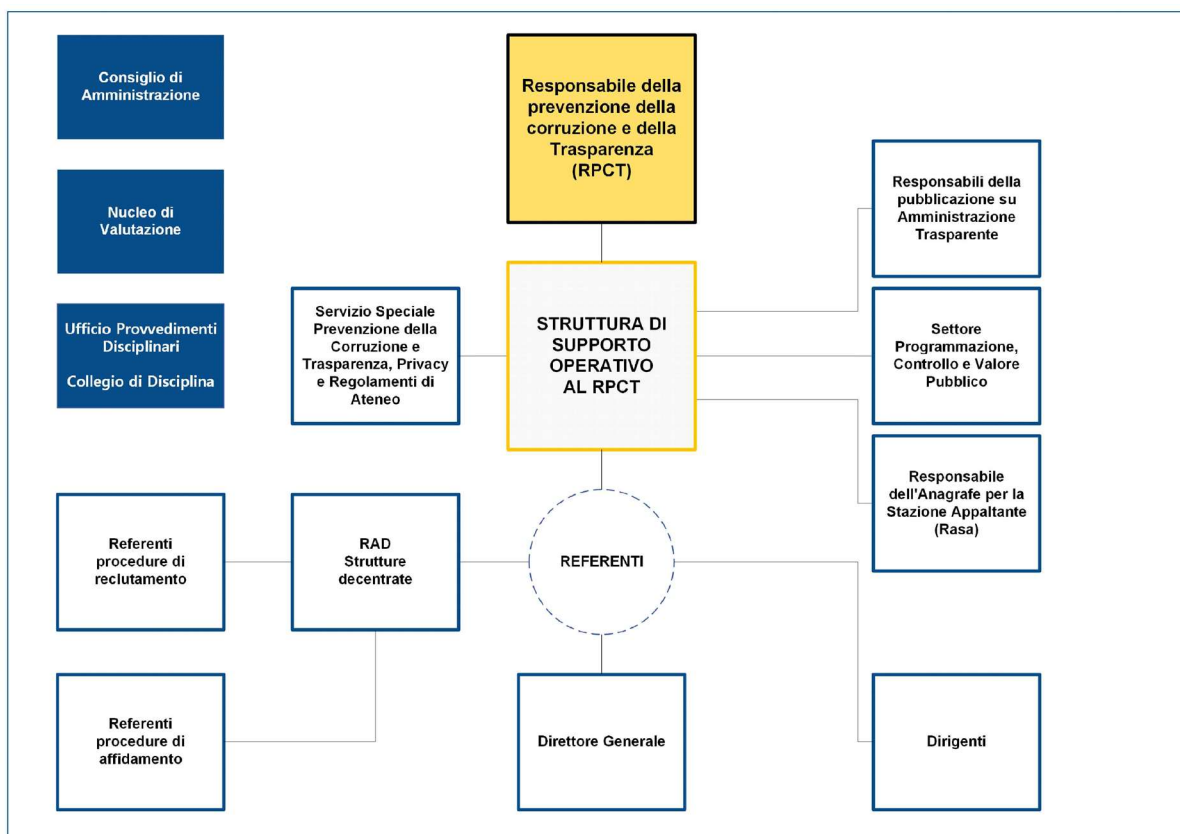 Consiglio di
Amministrazione
Nucleo di
Valutazione
Ufficio Provvedimenti
Disciplinari
Collegio di Disciplina
Responsabile della
prevenzione della
corruzione e della
Trasparenza
(RPCT)
Servizio Speciale
Prevenzione della
Corruzione e
Trasparenza, Privacy
e Regolamenti di
Ateneo
STRUTTURA DI
SUPPORTO
OPERATIVO
AL RPCT
Responsabili della
pubblicazione su
Amministrazione
Trasparente
Settore
Programmazione,
Controllo e Valore
Pubblico
Responsabile
dell'Anagrafe per la
Stazione Appaltante
(Rasa)
Referenti
procedure di
reclutamento
RAD
Strutture
decentrate
REFERENTI
Referenti
procedure di
affidamento
Direttore Generale
Dirigenti